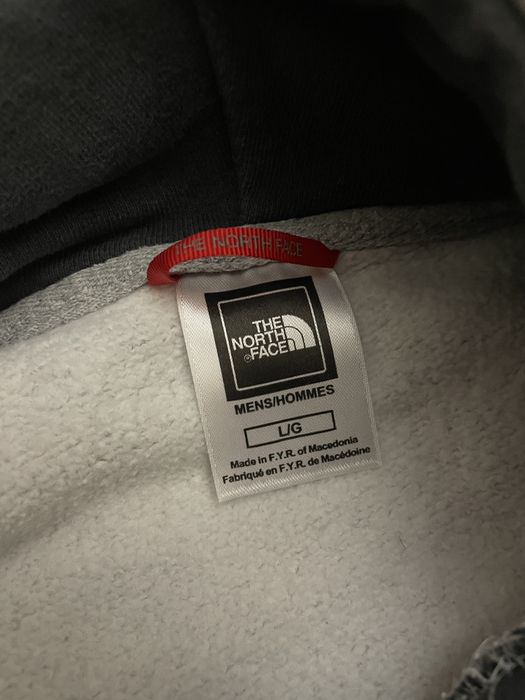 THE NORTH FACE
THE
NORTH
FACE
MENS/HOMMES
L/G
Made in F.Y.R. of Macedonia
Fabriqué en F.Y.R. de Macédoine